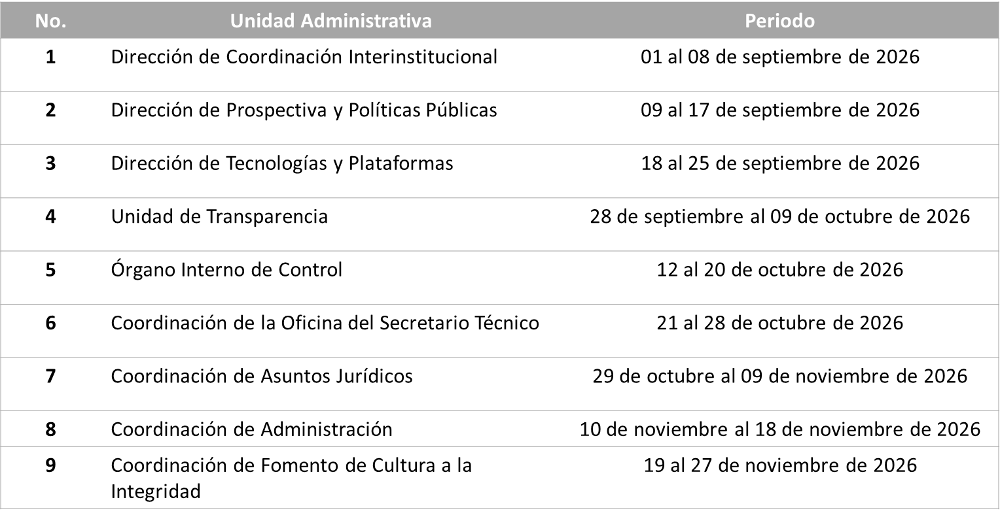 No. Unidad Administrativa Periodo
1 Dirección de Coordinación Interinstitucional 01 al 08 de septiembre de 2026
2 Dirección de Prospectiva y Políticas Públicas 09 al 17 de septiembre de 2026
3 Dirección de Tecnologías y Plataformas 18 al 25 de septiembre de 2026
4 Unidad de Transparencia 28 de septiembre al 09 de octubre de 2026
5 Órgano Interno de Control 12 al 20 de octubre de 2026
6 Coordinación de la Oficina del Secretario Técnico 21 al 28 de octubre de 2026
7 Coordinación de Asuntos Jurídicos 29 de octubre al 09 de noviembre de 2026
8 Coordinación de Administración 10 de noviembre al 18 de noviembre de 2026
9 Coordinación de Fomento de Cultura a la 19 al 27 de noviembre de 2026
Integridad